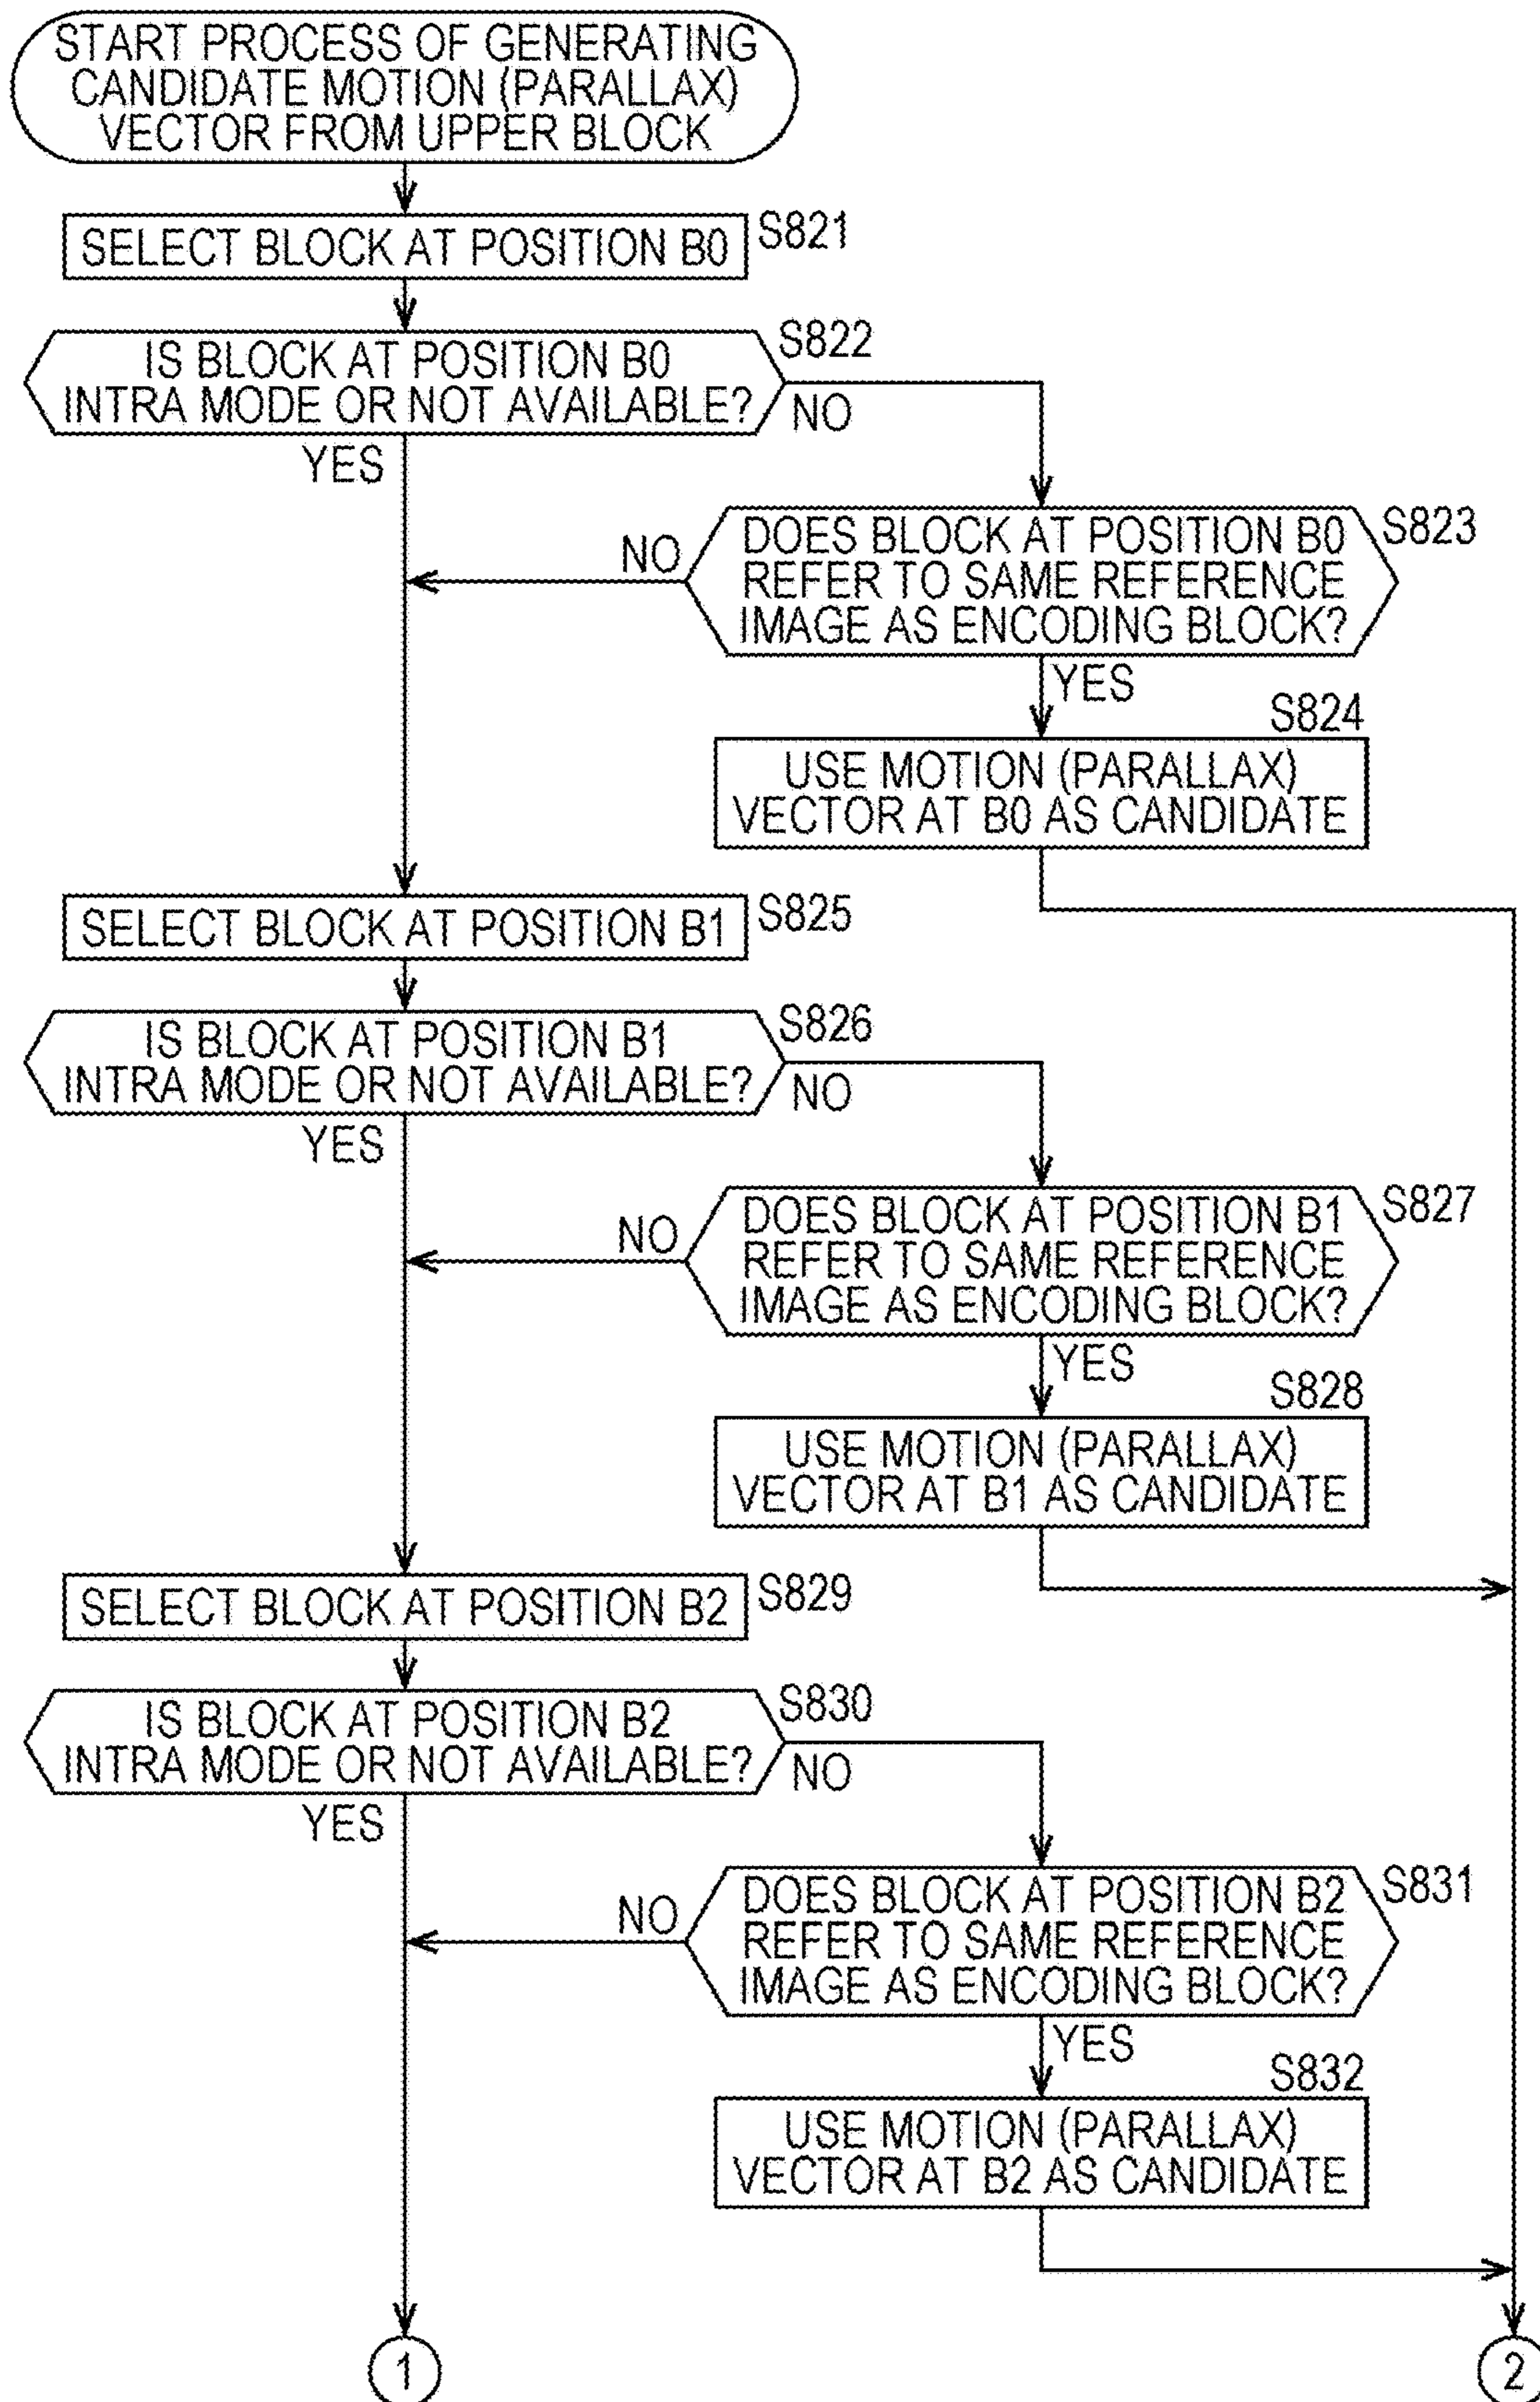 START PROCESS OF GENERATING
CANDIDATE MOTION (PARALLAX)
VECTOR FROM UPPER BLOCK
SELECT BLOCK AT POSITION B0
S821
IS BLOCK AT POSITION B0
INTRA MODE OR NOT AVAILABLE?
S822
NO
YES
DOES BLOCK AT POSITION B0
REFER TO SAME REFERENCE
IMAGE AS ENCODING BLOCK?
S823
NO
YES
S824
USE MOTION (PARALLAX)
VECTOR AT B0 AS CANDIDATE
SELECT BLOCK AT POSITION B1
S825
IS BLOCK AT POSITION B1
INTRA MODE OR NOT AVAILABLE?
S826
NO
YES
DOES BLOCK AT POSITION B1
REFER TO SAME REFERENCE
IMAGE AS ENCODING BLOCK?
S827
NO
YES
S828
USE MOTION (PARALLAX)
VECTOR AT B1 AS CANDIDATE
SELECT BLOCK AT POSITION B2
S829
IS BLOCK AT POSITION B2
INTRA MODE OR NOT AVAILABLE?
S830
NO
YES
DOES BLOCK AT POSITION B2
REFER TO SAME REFERENCE
IMAGE AS ENCODING BLOCK?
S831
NO
YES
S832
USE MOTION (PARALLAX)
VECTOR AT B2 AS CANDIDATE
1
2